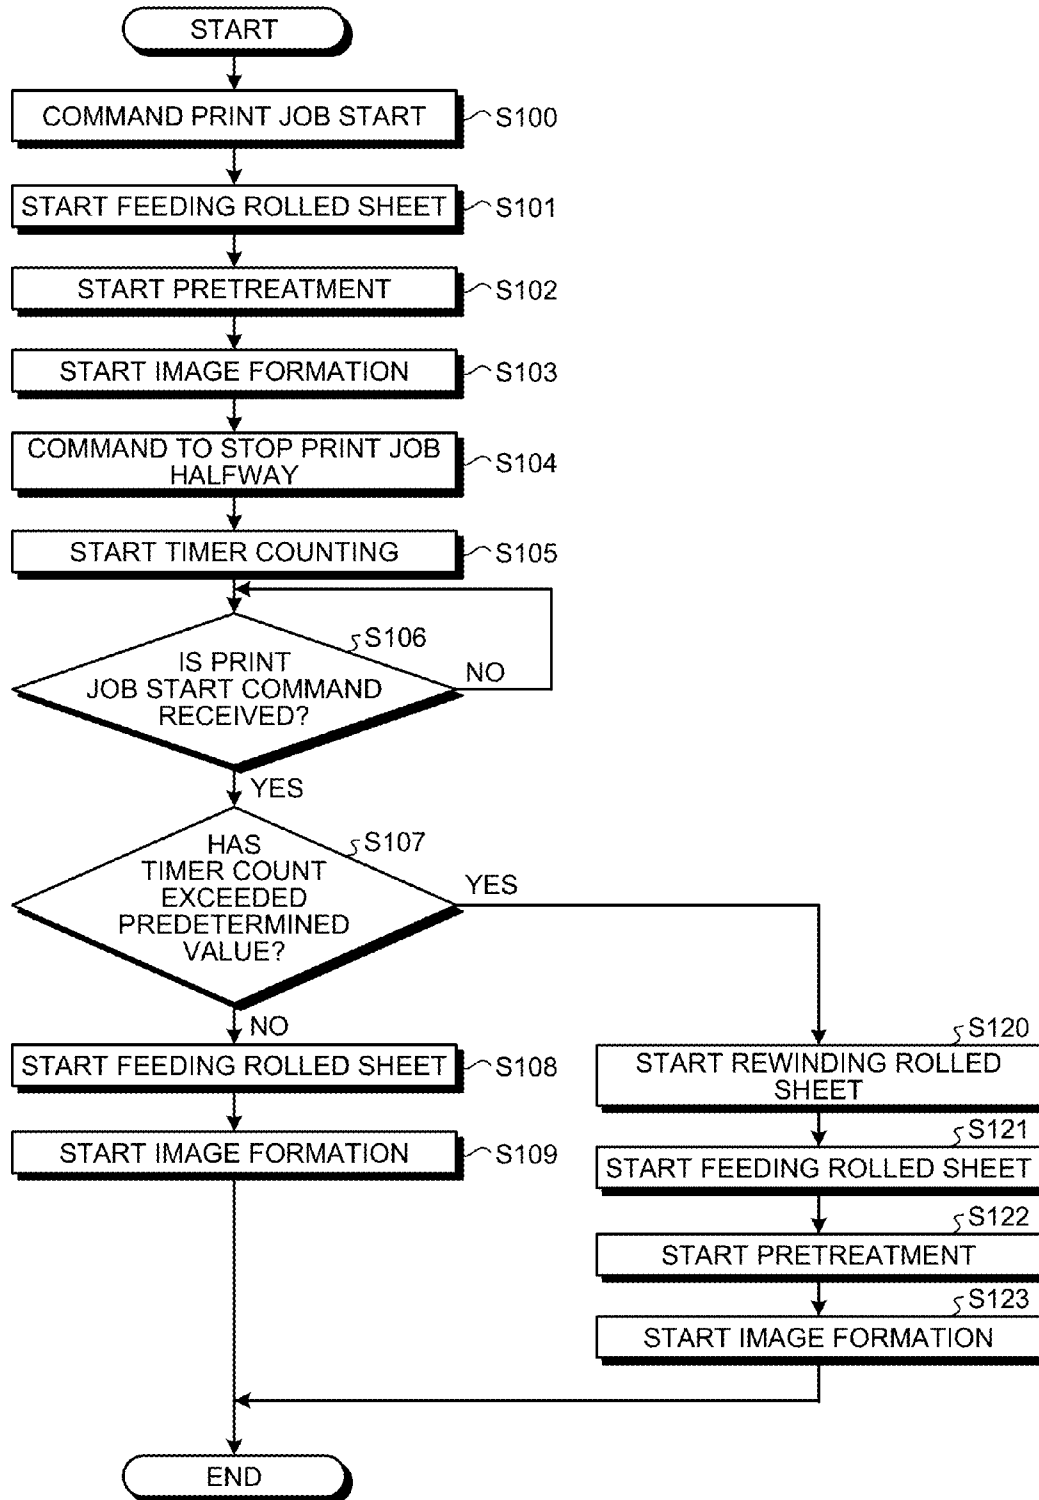 START
COMMAND PRINT JOB START
S100
START FEEDING ROLLED SHEET
S101
START PRETREATMENT
S102
START IMAGE FORMATION
S103
COMMAND TO STOP PRINT JOB
HALFWAY
S104
START TIMER COUNTING
S105
S106
IS PRINT
JOB START COMMAND
RECEIVED?
NO
YES
S107
HAS
TIMER COUNT
EXCEEDED
PREDETERMINED
VALUE?
YES
NO
START FEEDING ROLLED SHEET
S108
START IMAGE FORMATION
S109
S120
START REWINDING ROLLED
SHEET
S121
START FEEDING ROLLED SHEET
S122
START PRETREATMENT
S123
START IMAGE FORMATION
END